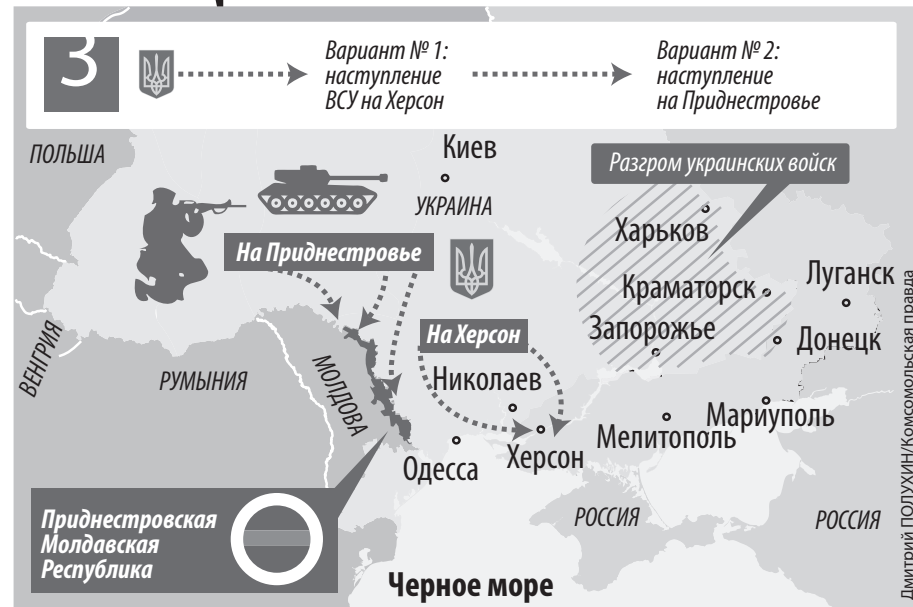 3
Вариант № 1:
наступление
ВСУ на Херсон
Вариант № 2:
наступление
на Приднестровье
ПОЛЬША
Киев
УКРАИНА
Разгром украинских войск
Харьков
На Приднестровье
Краматорск
Луганск
Запорожье
На Херсон
Донецк
ВЕНГРИЯ
РУМЫНИЯ
МОЛДОВА
Николаев
Мариуполь
Мелитополь
Одесса
Херсон
РОССИЯ
РОССИЯ
Приднестровская
Молдавская
Республика
Черное море
Дмитрий ПОЛУХИН/Комсомольская правда